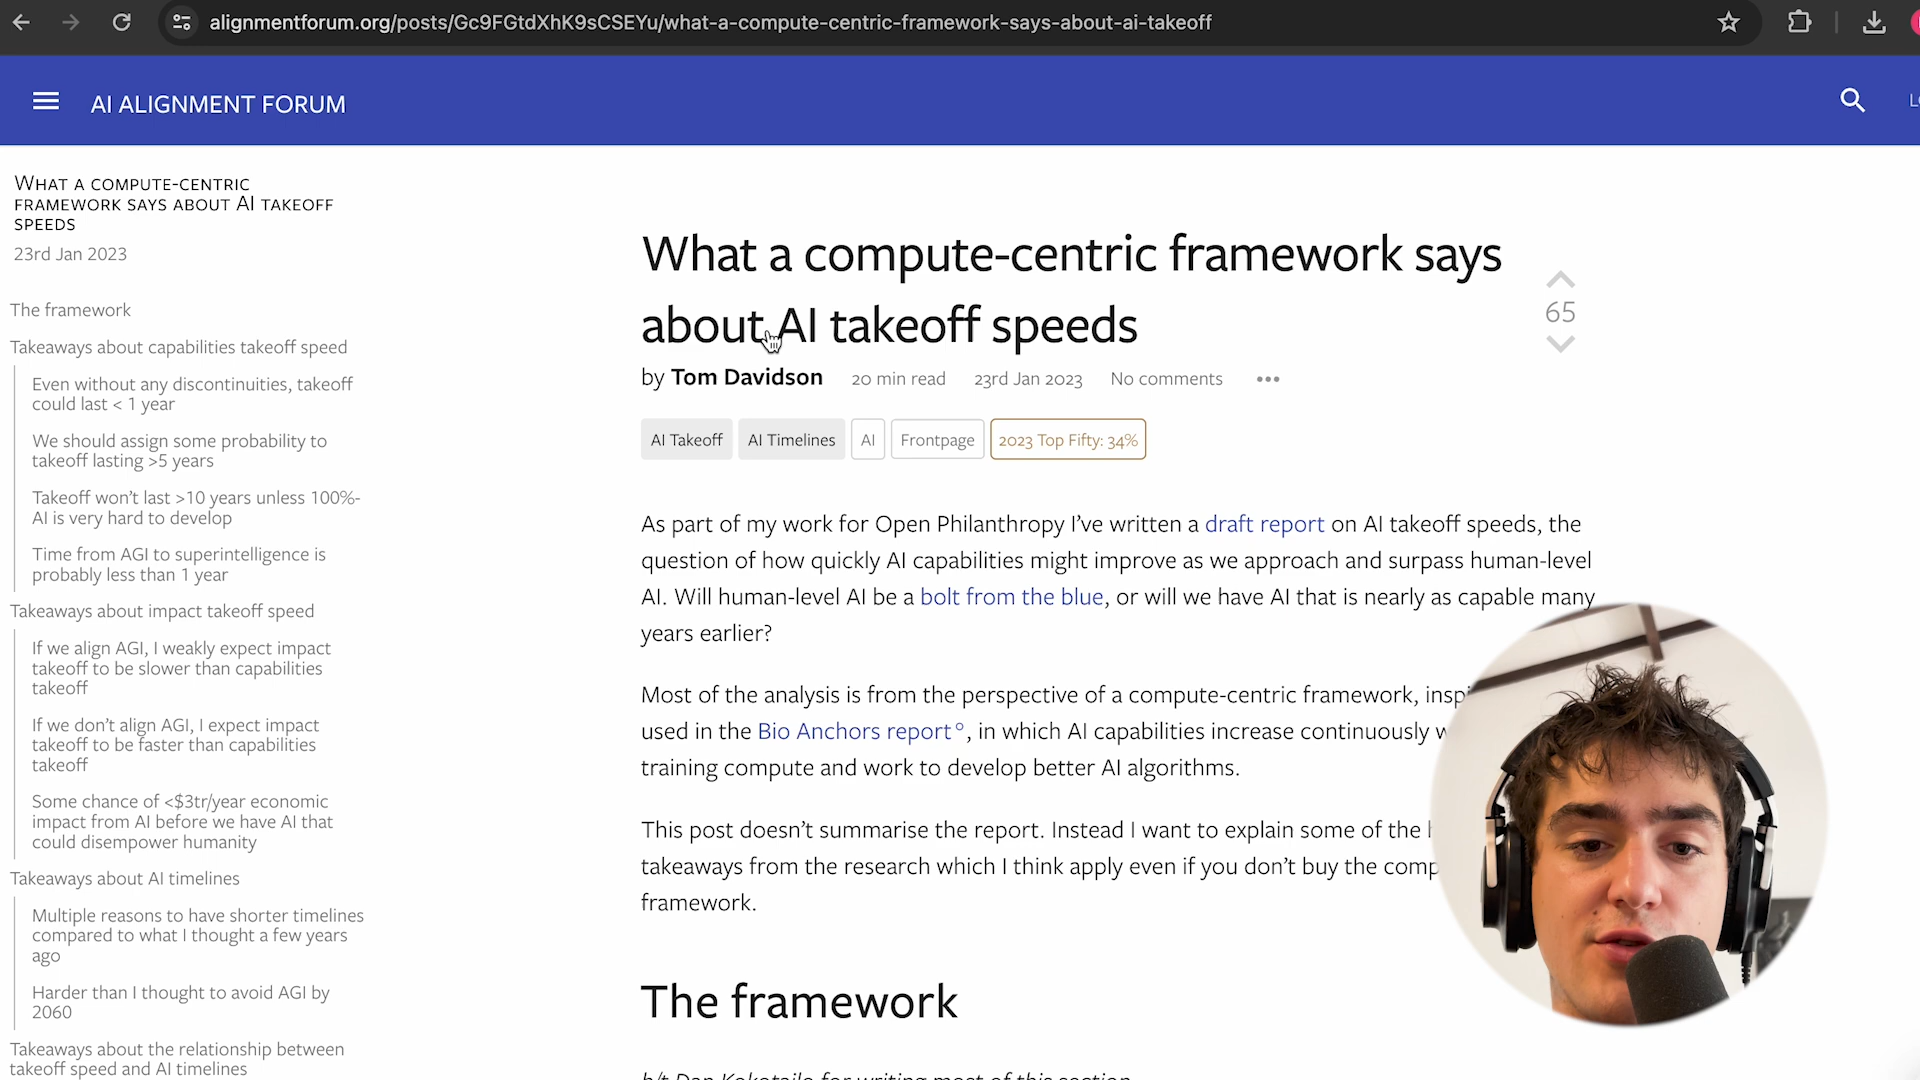 alignmentforum.org/posts/Gc9FGtdXhK9sCSEYu/what-a-compute-centric-framework-says-about-ai-takeoff
AI ALIGNMENT FORUM
WHAT A COMPUTE-CENTRIC
FRAMEWORK SAYS ABOUT AI TAKEOFF
SPEEDS
23rd Jan 2023
The framework
Takeaways about capabilities takeoff speed
Even without any discontinuities, takeoff
could last < 1 year
We should assign some probability to
takeoff lasting >5 years
Takeoff won't last >10 years unless 100%-
AI is very hard to develop
Time from AGI to superintelligence is
probably less than 1 year
Takeaways about impact takeoff speed
If we align AGI, I weakly expect impact
takeoff to be slower than capabilities
takeoff
If we don't align AGI, I expect impact
takeoff to be faster than capabilities
takeoff
Some chance of <$3tr/year economic
impact from AI before we have AI that
could disempower humanity
Takeaways about AI timelines
Multiple reasons to have shorter timelines
compared to what I thought a few years
ago
Harder than I thought to avoid AGI by
2060
Takeaways about the relationship between
takeoff speed and AI timelines
What a compute-centric framework says
about AI takeoff speeds
65
by Tom Davidson 20 min read 23rd Jan 2023 No comments
AI Takeoff AI Timelines AI Frontpage 2023 Top Fifty: 34%
As part of my work for Open Philanthropy I've written a draft report on AI takeoff speeds, the
question of how quickly AI capabilities might improve as we approach and surpass human-level
AI. Will human-level AI be a bolt from the blue, or will we have AI that is nearly as capable many
years earlier?
Most of the analysis is from the perspective of a compute-centric framework,
used in the Bio Anchors report°, in which AI capabilities increase continuously
training compute and work to develop better AI algorithms.
This post doesn't summarise the report. Instead I want to explain some of the
takeaways from the research which I think apply even if you don't buy the
framework.
The framework
h/t Dan Kokotajlo for writing most of this section